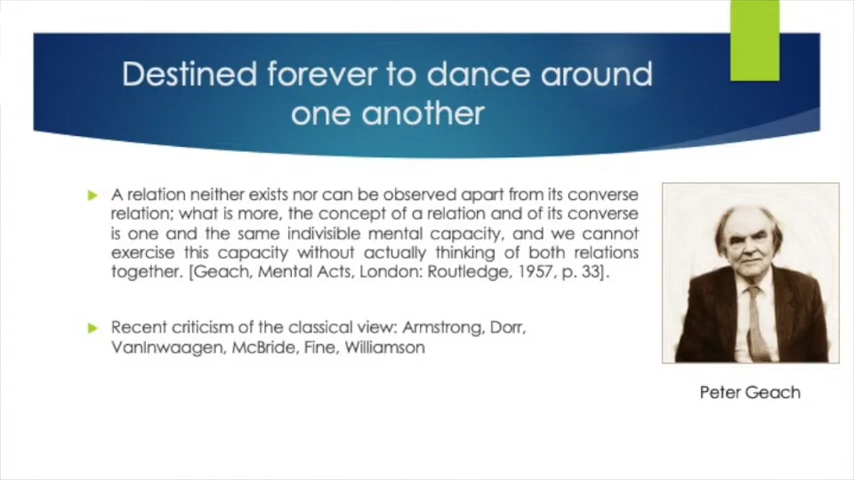 Destined forever to dance around
one another
A relation neither exists nor can be observed apart from its converse
relation; what is more, the concept of a relation and of its converse
is one and the same indivisible mental capacity, and we cannot
exercise this capacity without actually thinking of both relations
together. [Geach, Mental Acts, London: Routledge, 1957, p. 33].
Recent criticism of the classical view: Armstrong, Dorr,
VanInwaagen, McBride, Fine, Williamson
Peter Geach